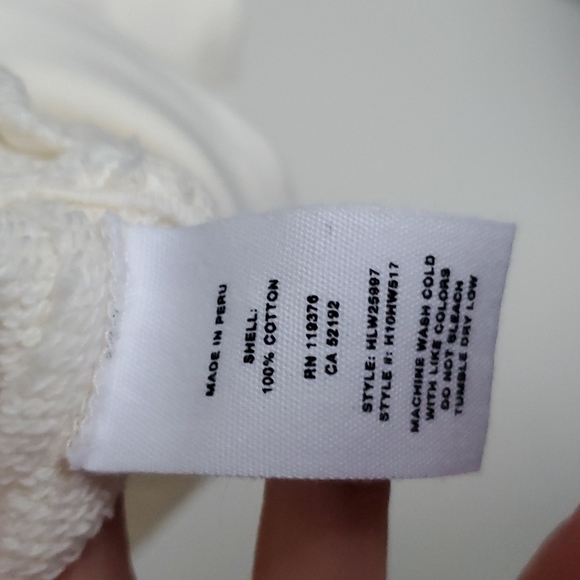 MADE IN PERU
SHELL:
100% COTTON
RN 119376
CA 52192
STYLE: HLW25997
STYLE #: H10HW517
MACHINE WASH COLD
WITH LIKE COLORS
DO NOT BLEACH
TUMBLE DRY LOW